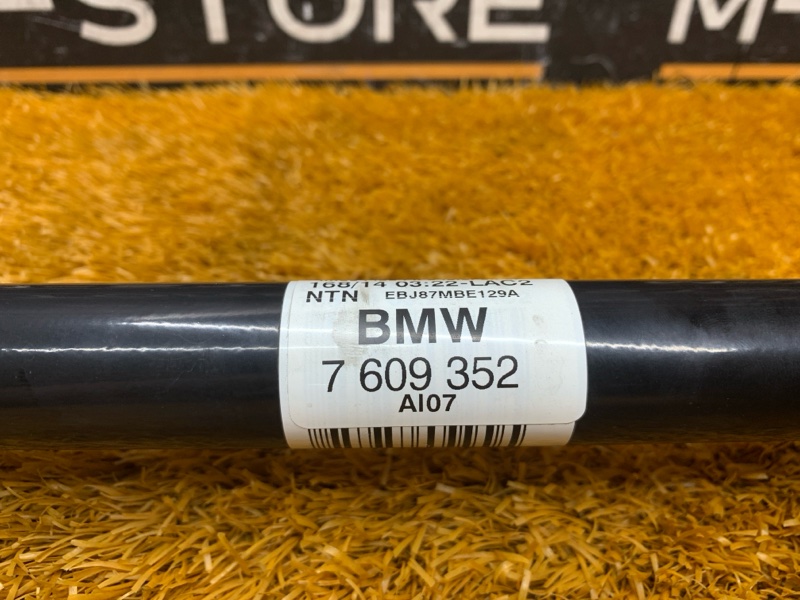 -STORE M-
168/14 03:22-LAC2
NTN EBJ87MBE129A
BMW
7 609 352
AI07